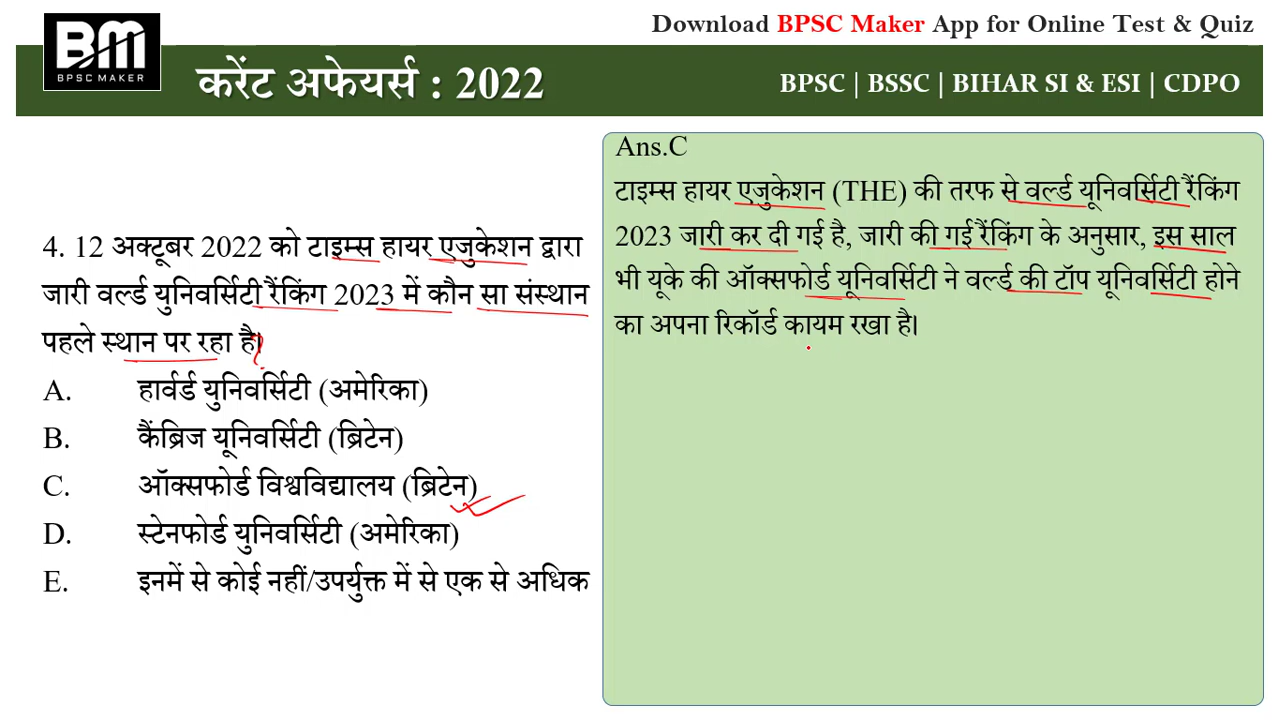 Download BPSC Maker App for Online Test & Quiz
BM
BPSC MAKER
करेंट अफेयर्स : 2022
BPSC | BSSC | BIHAR SI & ESI | CDPO
4. 12 अक्टूबर 2022 को टाइम्स हायर एजुकेशन द्वारा
जारी वर्ल्ड युनिवर्सिटी रैंकिंग 2023 में कौन सा संस्थान
पहले स्थान पर रहा है।?
A. हार्वर्ड युनिवर्सिटी (अमेरिका)
B. कैंब्रिज यूनिवर्सिटी (ब्रिटेन)
C. ऑक्सफोर्ड विश्वविद्यालय (ब्रिटेन)
D. स्टेनफोर्ड युनिवर्सिटी (अमेरिका)
E. इनमें से कोई नहीं/उपर्युक्त में से एक से अधिक
Ans.C
टाइम्स हायर एजुकेशन (THE) की तरफ से वर्ल्ड यूनिवर्सिटी रैंकिंग
2023 जारी कर दी गई है, जारी की गई रैंकिंग के अनुसार, इस साल
भी यूके की ऑक्सफोर्ड यूनिवर्सिटी ने वर्ल्ड की टॉप यूनिवर्सिटी होने
का अपना रिकॉर्ड कायम रखा है।